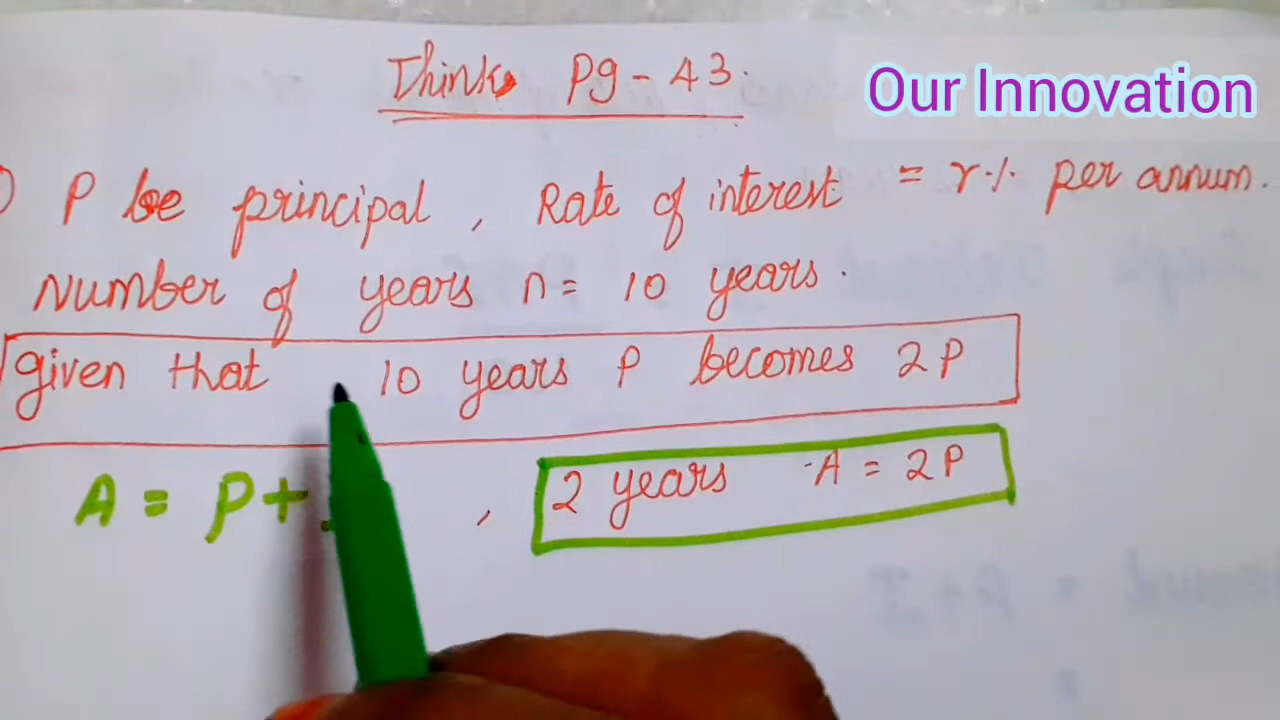 Think Pg - 43.
Our Innovation
) P be principal, Rate of interest = r% per annum.
Number of years n = 10 years.
given that 10 years P becomes 2P
A = P+
, 2 years A = 2P